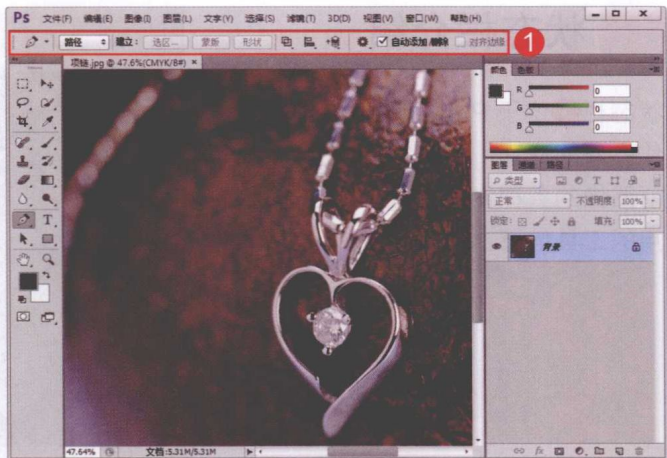 Ps 文件(F) 编辑(E) 图像(I) 图层(L) 文字(Y) 选择(S) 滤镜(T) 3D(D) 视图(V) 窗口(W) 帮助(H)
路径 建立: 选区... 蒙版 形状 自动添加/删除 对齐边缘 1
项链.jpg @ 47.6%(CMYK/8#) ×
颜色 色板
R 0
G 0
B 0
图层 通道 路径
类型
正常 不透明度: 100%
锁定: 填充: 100%
背景
47.64% 文档:5.31M/5.31M